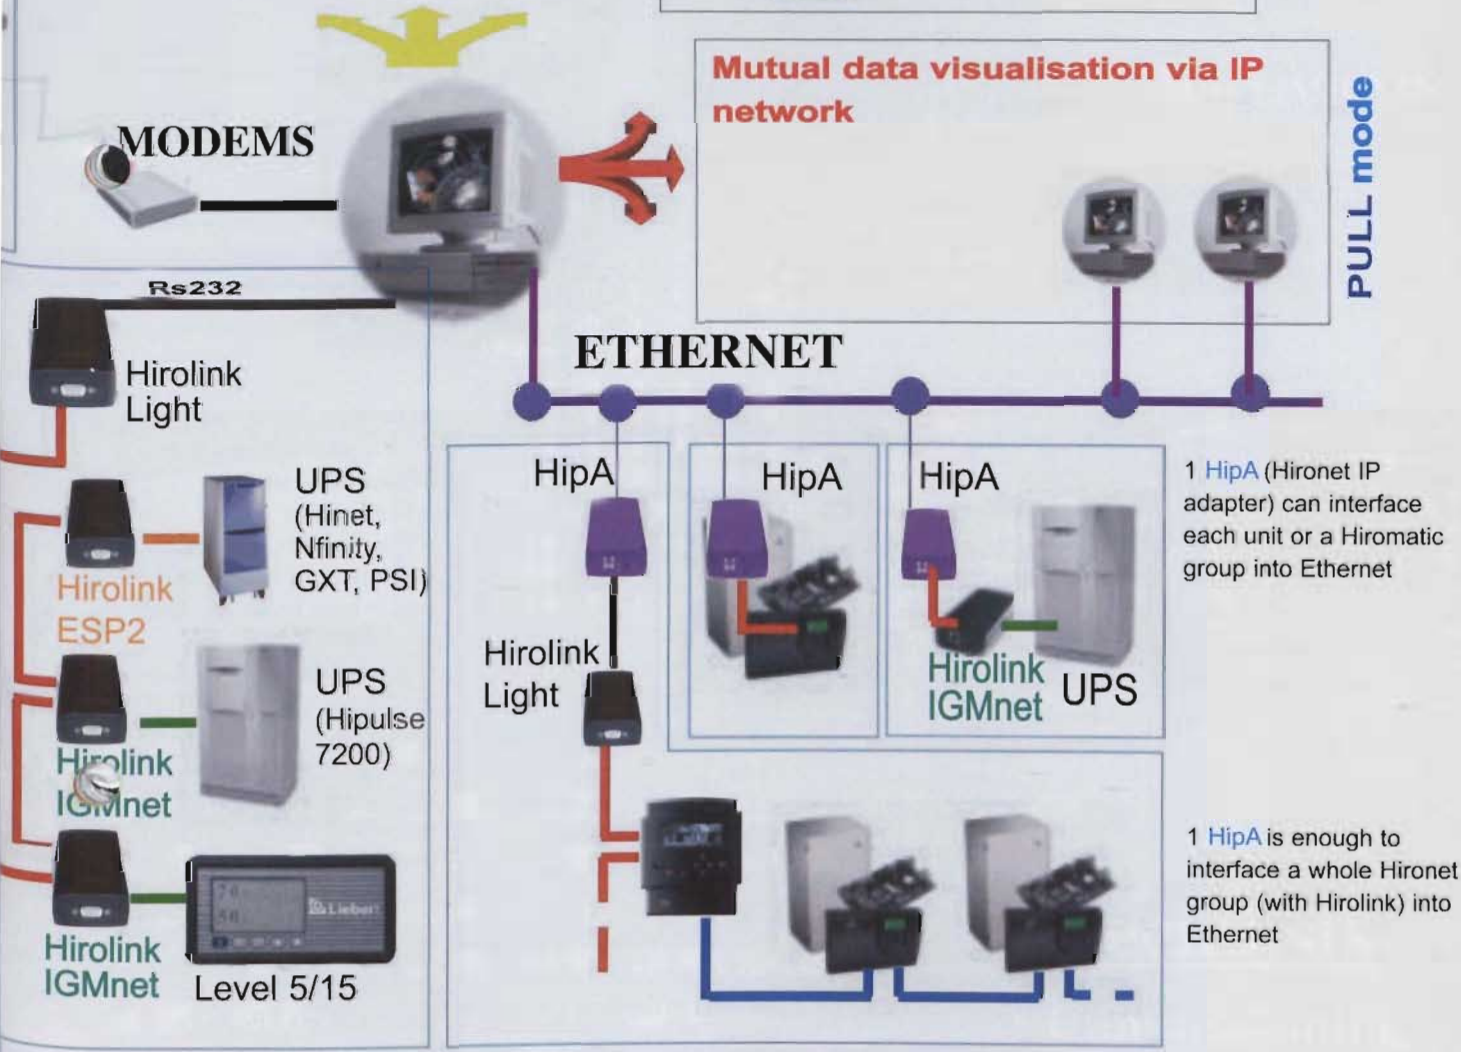 Mutual data visualisation via IP
network
PULL mode
MODEMS
Rs232
Hirolink
Light
ETHERNET
UPS
(Hinet,
Nfinity,
GXT, PSI)
Hirolink
ESP2
UPS
(Hipulse
7200)
Hirolink
IGMnet
Hirolink
IGMnet
Level 5/15
Liebert
HipA
HipA
HipA
Hirolink
Light
Hirolink
IGMnet
UPS
1 HipA (Hironet IP
adapter) can interface
each unit or a Hiromatic
group into Ethernet
1 HipA is enough to
interface a whole Hironet
group (with Hirolink) into
Ethernet